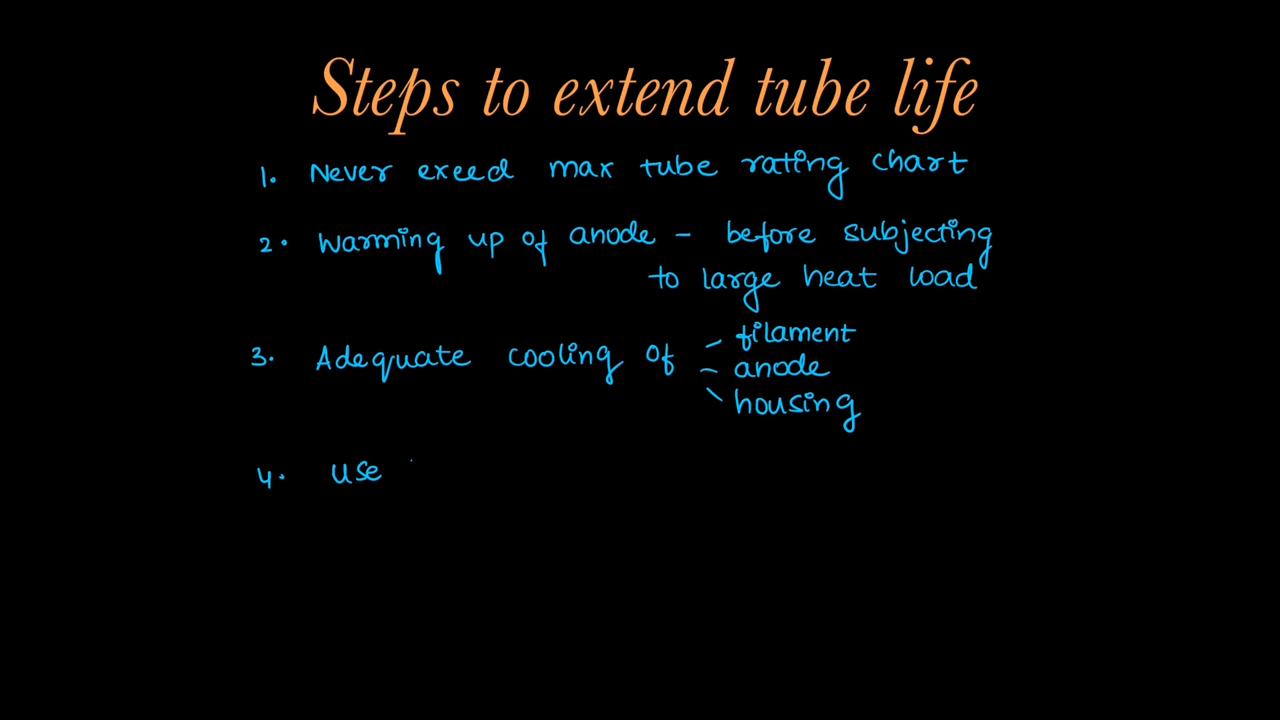 Steps to extend tube life
1. Never exeed max tube rating chart
2. Warming up of anode - before subjecting
to large heat load
3. Adequate cooling of - filament
- anode
- housing
4. Use